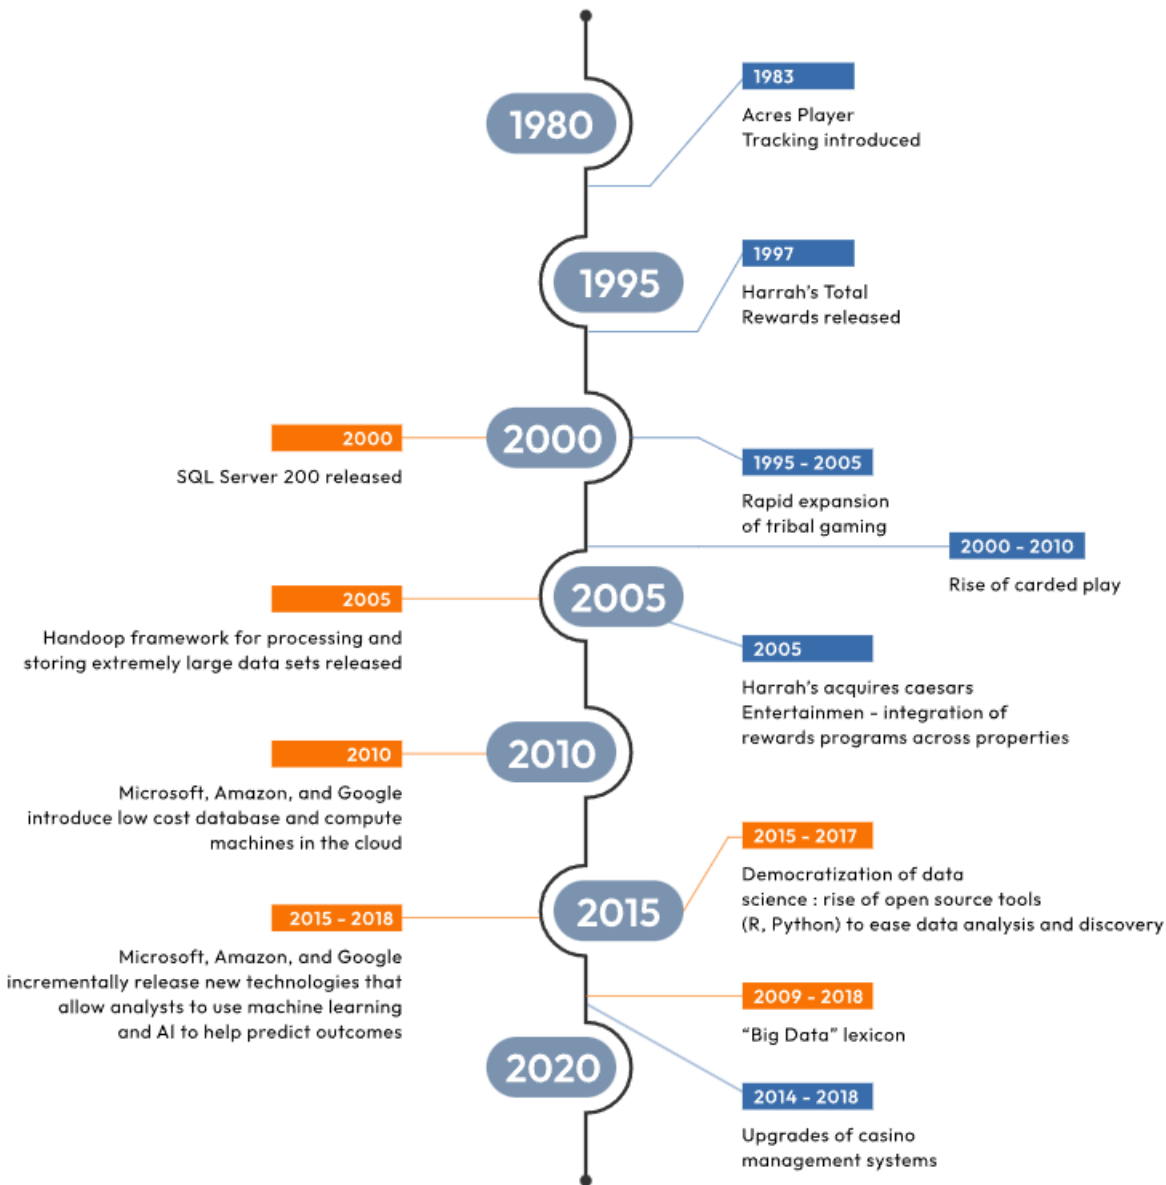 1980
1983
Acres Player
Tracking introduced
1995
1997
Harrah's Total
Rewards released
2000
2000
SQL Server 200 released
1995 - 2005
Rapid expansion
of tribal gaming
2000 - 2010
Rise of carded play
2005
2005
Handoop framework for processing and
storing extremely large data sets released
2005
Harrah's acquires caesars
Entertainmen - integration of
rewards programs across properties
2010
2010
Microsoft, Amazon, and Google
introduce low cost database and compute
machines in the cloud
2015 - 2017
Democratization of data
science : rise of open source tools
(R, Python) to ease data analysis and discovery
2015
2015 - 2018
Microsoft, Amazon, and Google
incrementally release new technologies that
allow analysts to use machine learning
and AI to help predict outcomes
2009 - 2018
“Big Data” lexicon
2020
2014 - 2018
Upgrades of casino
management systems